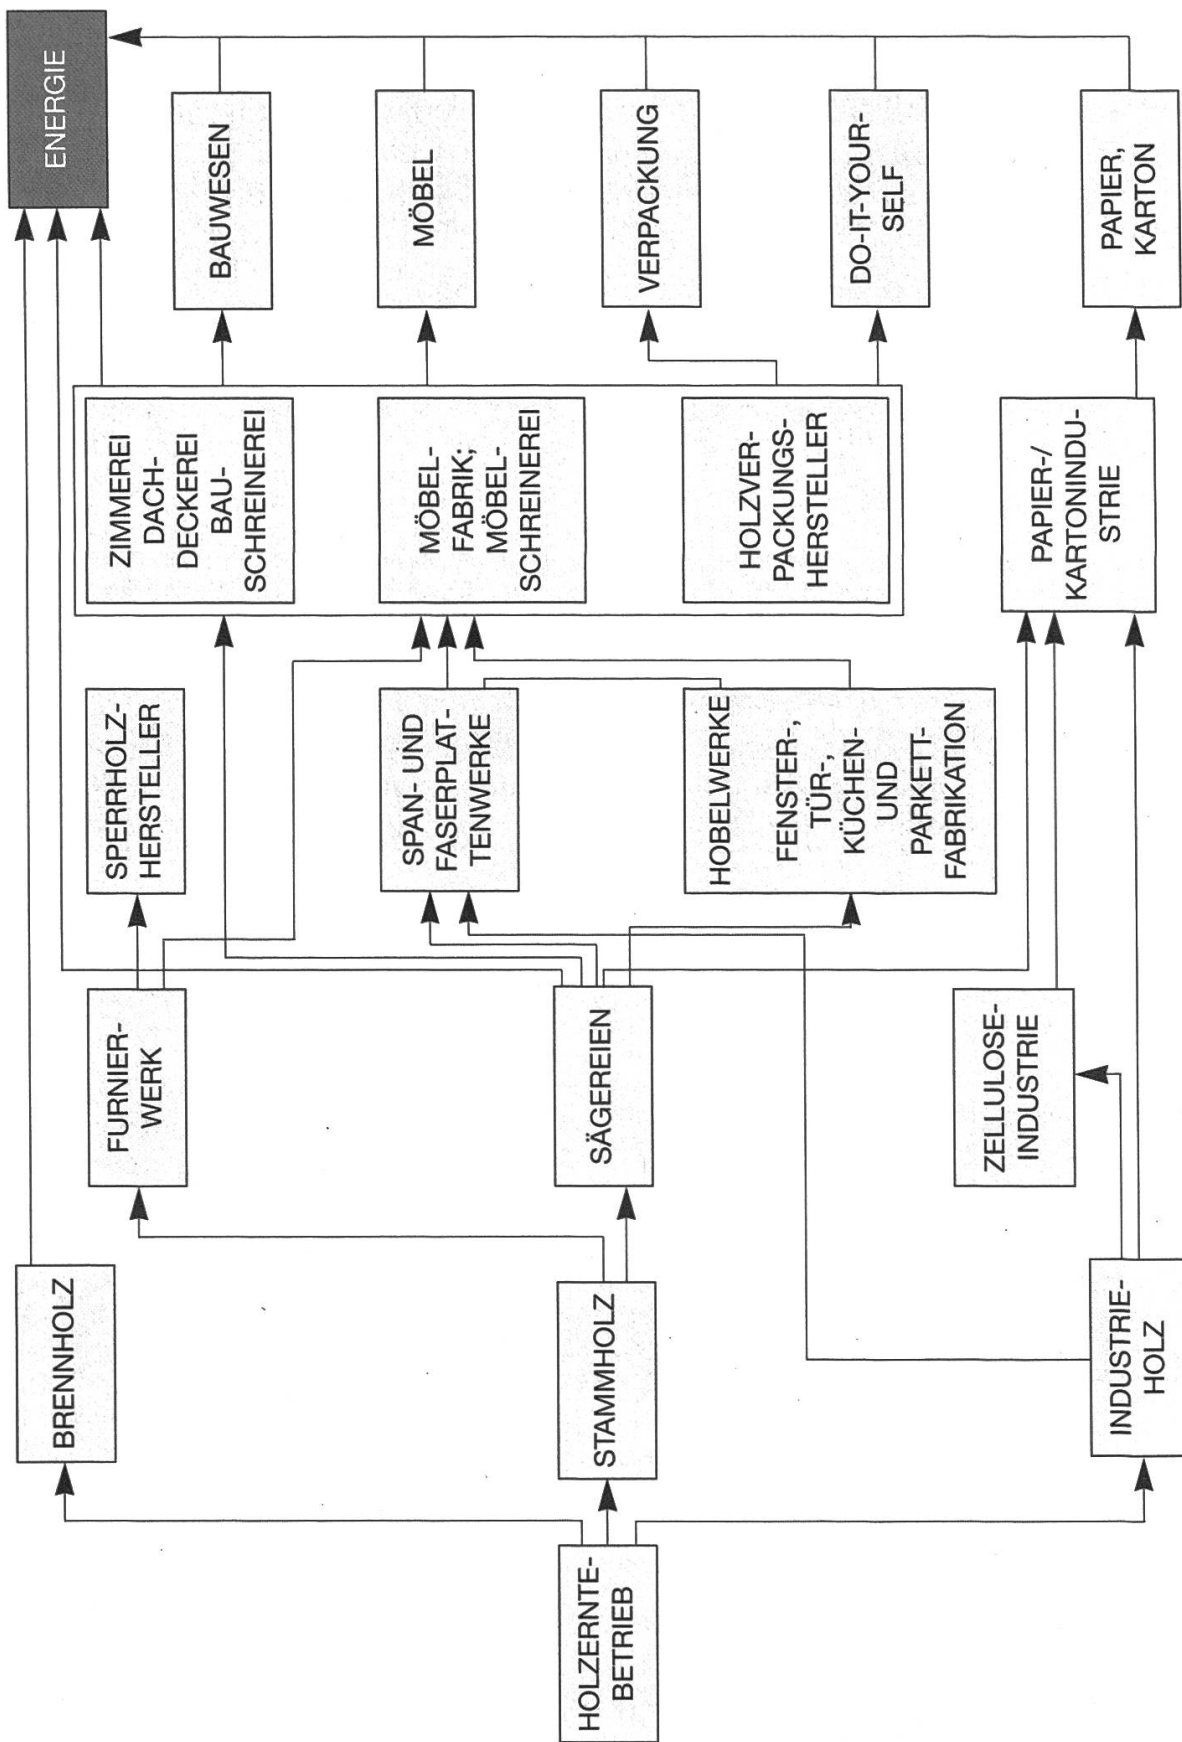 HOLZERNTE-
BETRIEB
BRENNHOLZ
STAMMHOLZ
INDUSTRIE-
HOLZ
FURNIER-
WERK
SÄGEREIEN
ZELLULOSE-
INDUSTRIE
SPERRHOLZ-
HERSTELLER
SPAN- UND
FASERPLAT-
TENWERKE
HOBELWERKE
FENSTER-,
TÜR-,
KÜCHEN-
UND
PARKETT-
FABRIKATION
ZIMMEREI
DACH-
DECKEREI
BAU-
SCHREINEREI
MÖBEL-
FABRIK;
MÖBEL-
SCHREINEREI
HOLZVER-
PACKUNGS-
HERSTELLER
PAPIER-/
KARTONINDU-
STRIE
ENERGIE
BAUWESEN
MÖBEL
VERPACKUNG
DO-IT-YOUR-
SELF
PAPIER,
KARTON